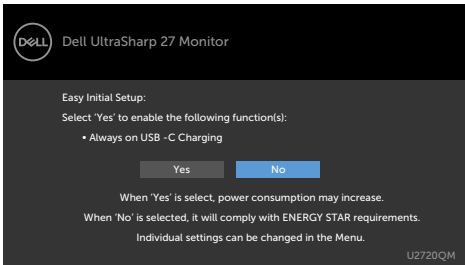 DELL
Dell UltraSharp 27 Monitor
Easy Initial Setup:
Select 'Yes' to enable the following function(s):
• Always on USB -C Charging
Yes No
When 'Yes' is select, power consumption may increase.
When 'No' is selected, it will comply with ENERGY STAR requirements.
Individual settings can be changed in the Menu.
U2720QM